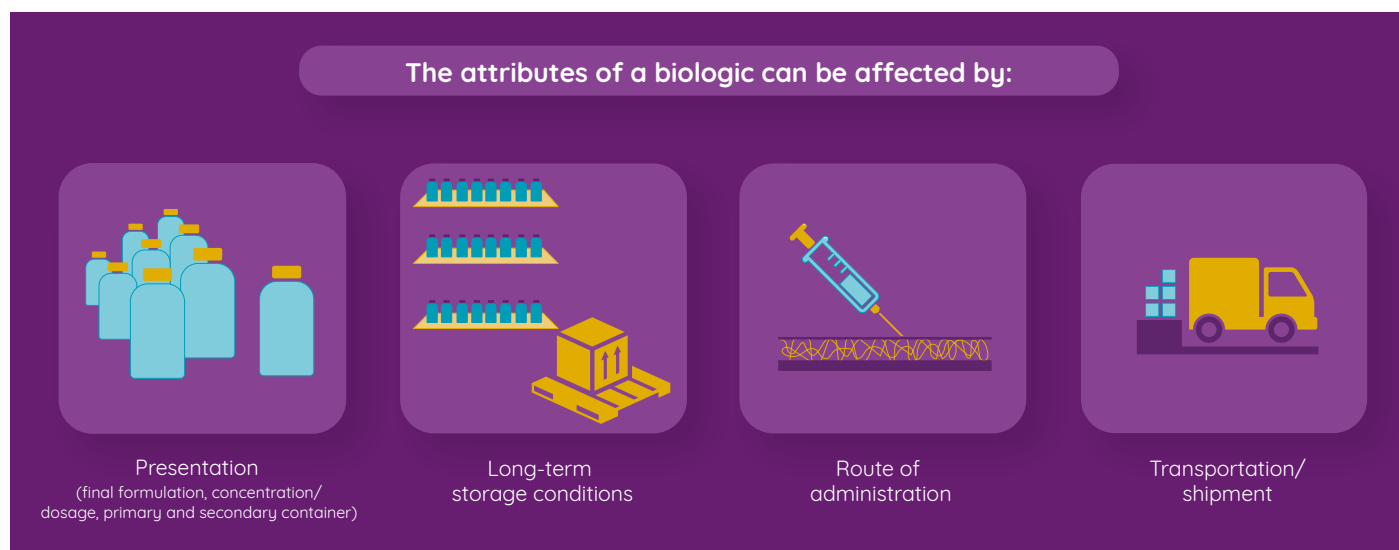 The attributes of a biologic can be affected by:
Presentation
(final formulation, concentration/
dosage, primary and secondary container)
Long-term
storage conditions
Route of
administration
Transportation/
shipment